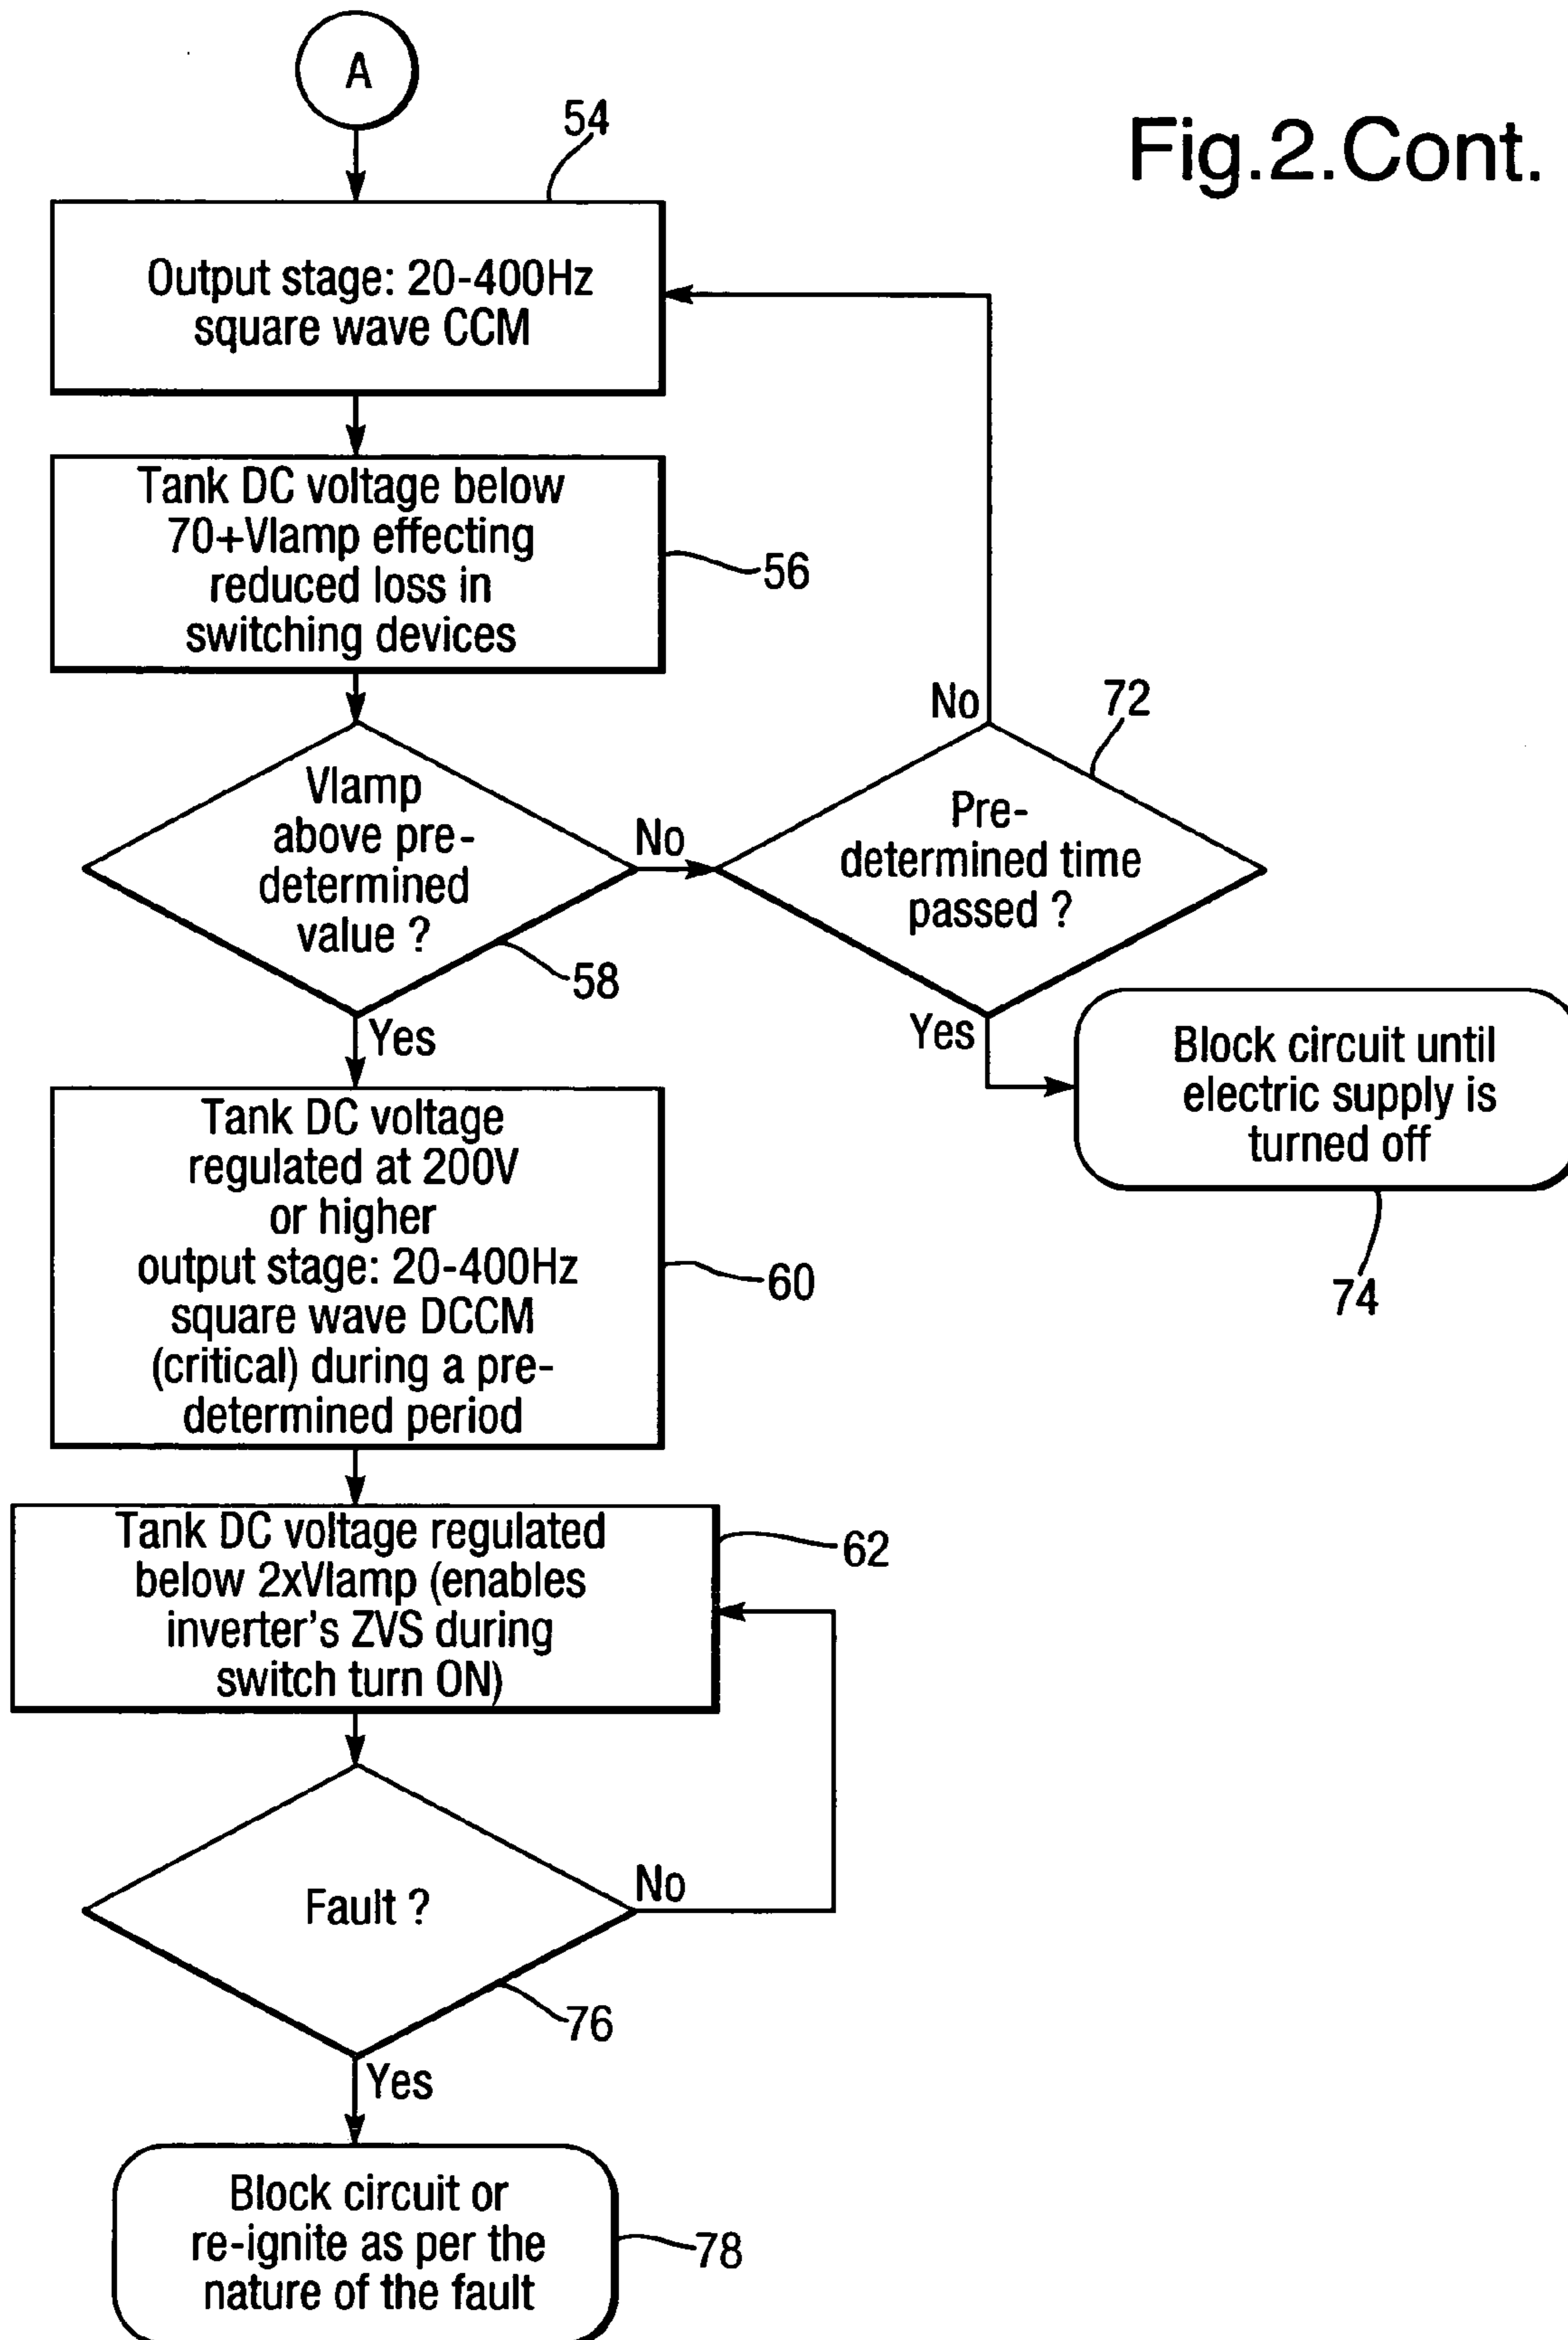 A
54
Fig.2.Cont.
Output stage: 20-400Hz
square wave CCM
Tank DC voltage below
70+Vlamp effecting
reduced loss in
switching devices
56
No
72
Vlamp
above pre-
determined
value ?
No
Pre-
determined time
passed ?
58
Yes
Yes
Block circuit until
electric supply is
turned off
74
Tank DC voltage
regulated at 200V
or higher
output stage: 20-400Hz
square wave DCCM
(critical) during a pre-
determined period
60
Tank DC voltage regulated
below 2xVlamp (enables
inverter's ZVS during
switch turn ON)
62
Fault ?
No
76
Yes
Block circuit or
re-ignite as per the
nature of the fault
78